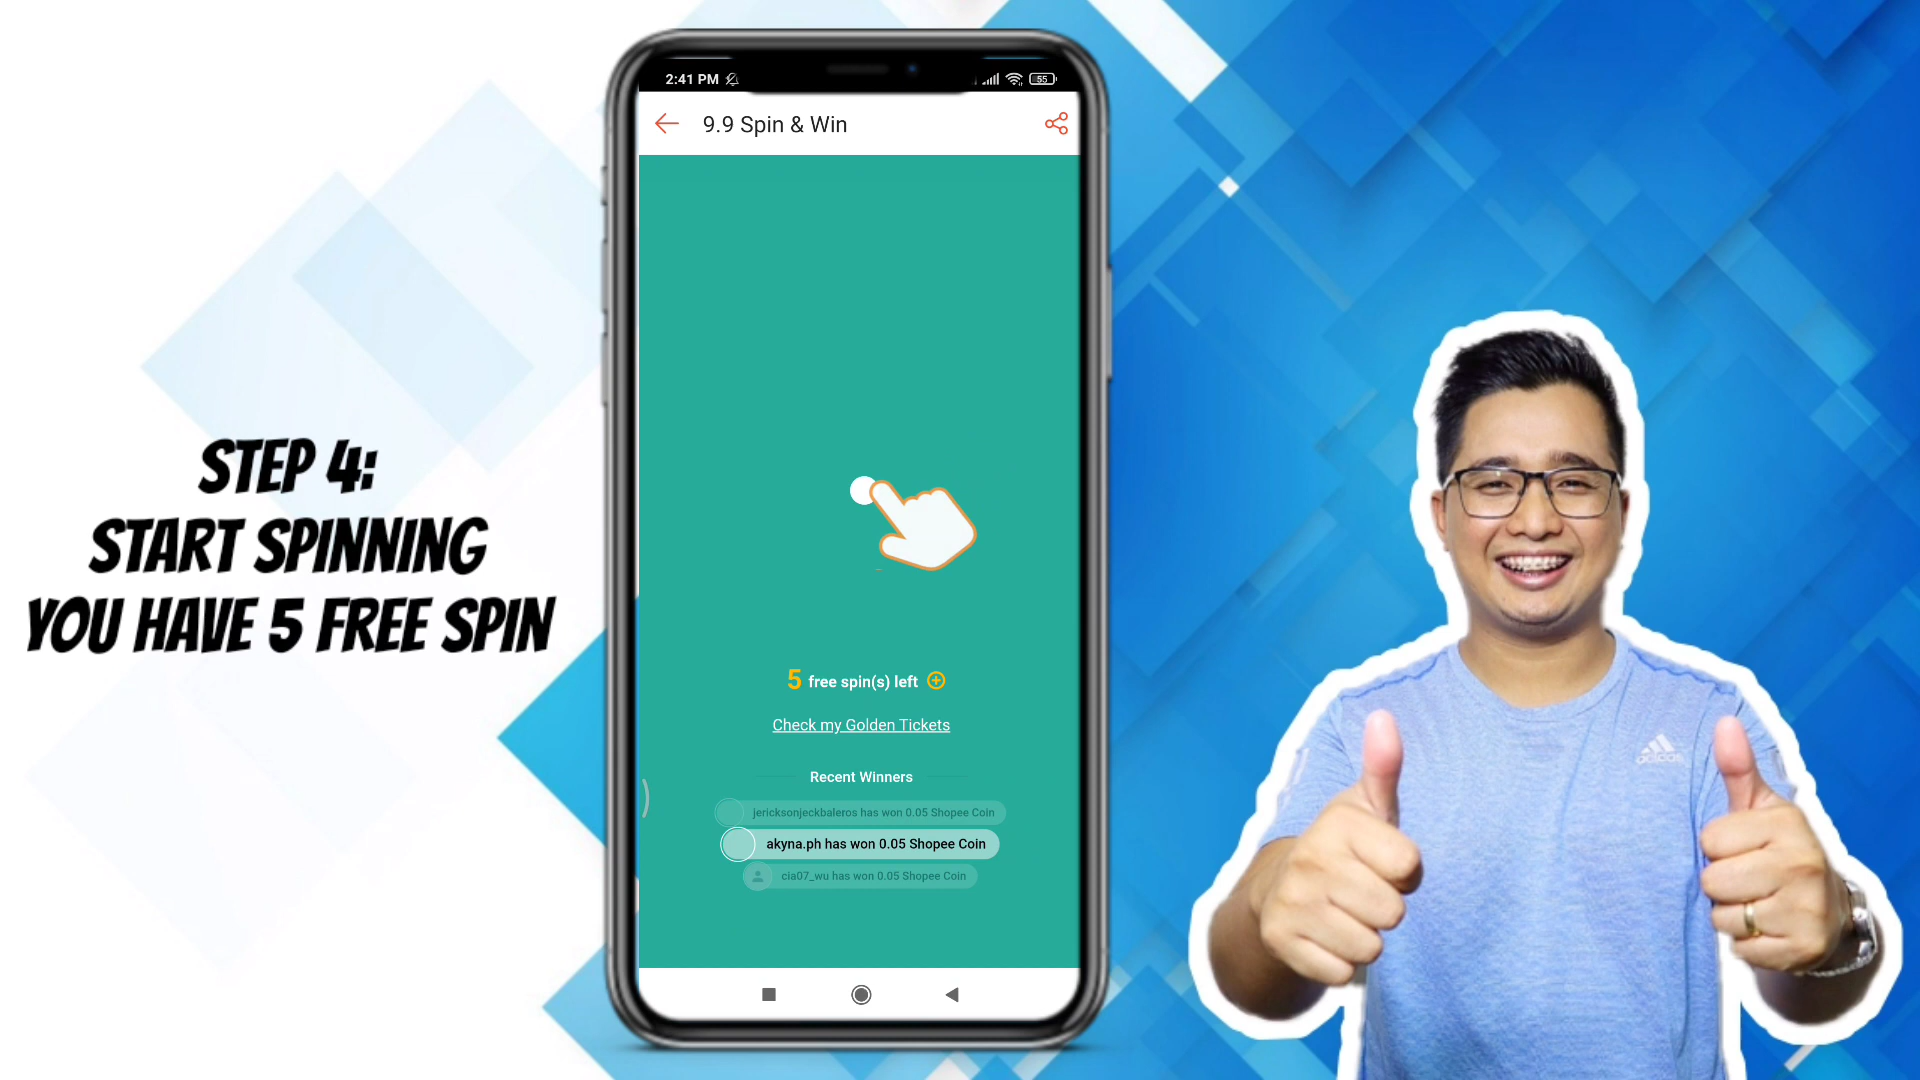 STEP 4:
START SPINNING
YOU HAVE 5 FREE SPIN
2:41 PM
55
9.9 Spin & Win
5 free spin(s) left
Check my Golden Tickets
Recent Winners
jericksonjeckbaleros has won 0.05 Shopee Coin
akyna.ph has won 0.05 Shopee Coin
cia07_wu has won 0.05 Shopee Coin
adidas